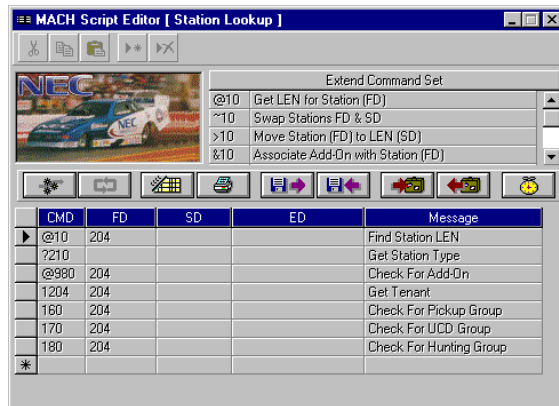 MACH Script Editor [ Station Lookup ]
NEC
NEC
Extend Command Set
@10 Get LEN for Station (FD)
~10 Swap Stations FD & SD
>10 Move Station (FD) to LEN (SD)
&10 Associate Add-On with Station (FD)
CMD FD SD ED Message
@10 204 Find Station LEN
?210 Get Station Type
@980 204 Check For Add-On
1204 204 Get Tenant
160 204 Check For Pickup Group
170 204 Check For UCD Group
180 204 Check For Hunting Group